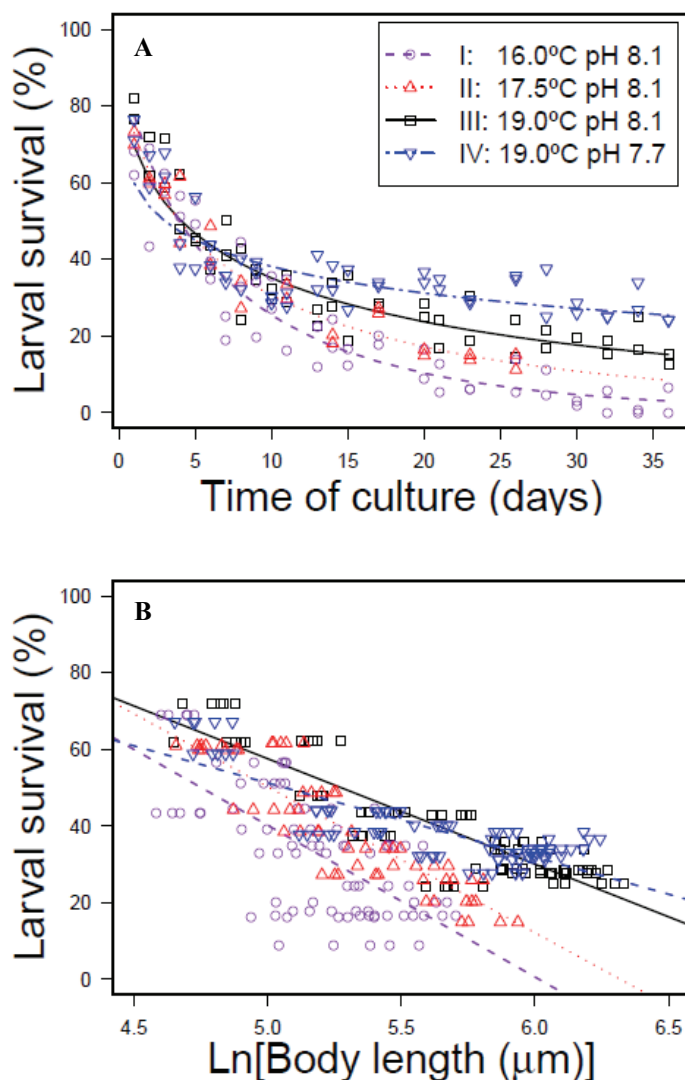 A
I: 16.0ºC pH 8.1
II: 17.5ºC pH 8.1
III: 19.0ºC pH 8.1
IV: 19.0ºC pH 7.7
Larval survival (%)
100
80
60
40
20
0
0 5 10 15 20 25 30 35
Time of culture (days)
B
Larval survival (%)
100
80
60
40
20
0
4.5 5.0 5.5 6.0 6.5
Ln[Body length (μm)]